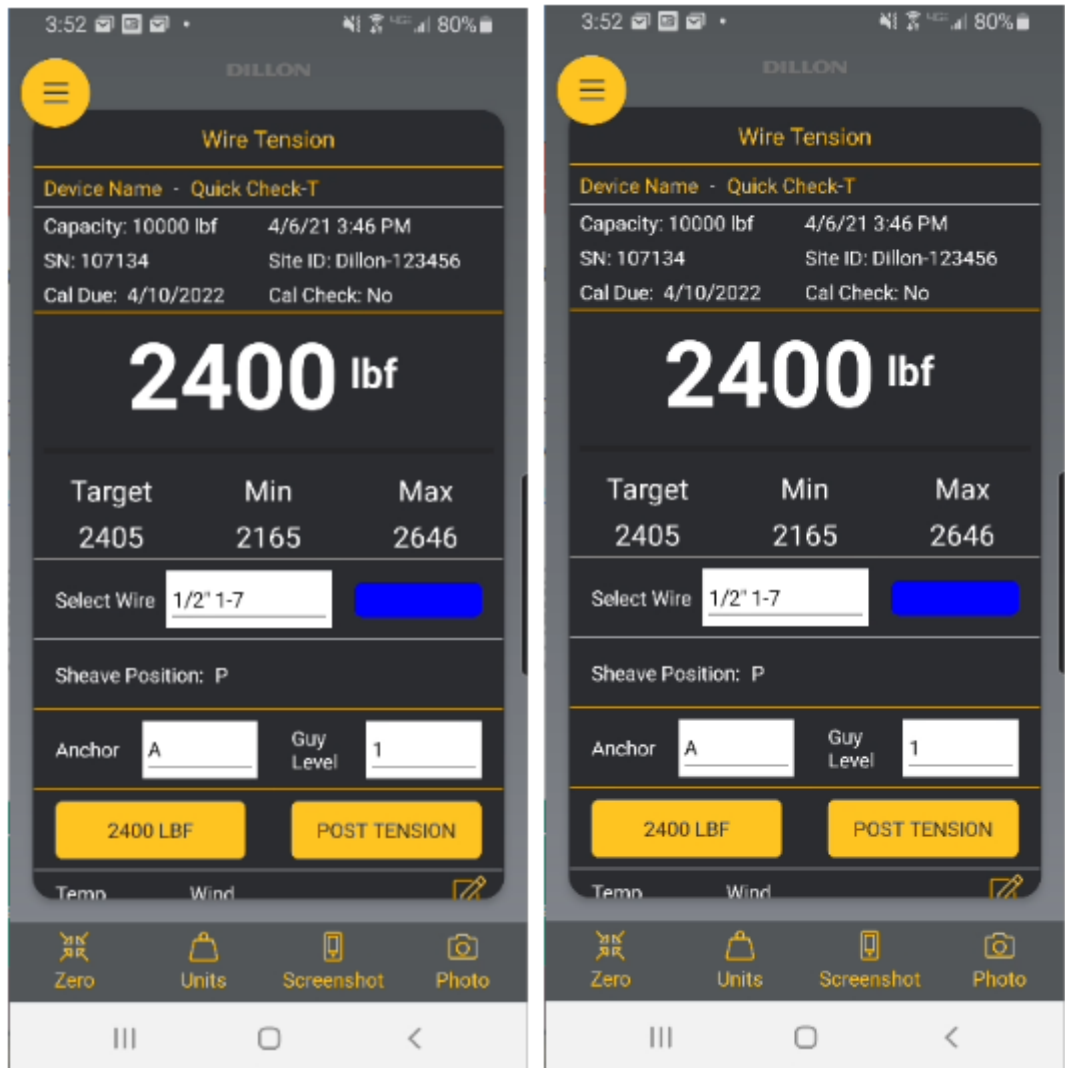 3:52 80%
DILLON
Wire Tension
Device Name - Quick Check-T
Capacity: 10000 lbf 4/6/21 3:46 PM
SN: 107134 Site ID: Dillon-123456
Cal Due: 4/10/2022 Cal Check: No
2400 lbf
Target Min Max
2405 2165 2646
Select Wire 1/2" 1-7
Sheave Position: P
Anchor A Guy Level 1
2400 LBF POST TENSION
Temp Wind
Zero Units Screenshot Photo
3:52 80%
DILLON
Wire Tension
Device Name - Quick Check-T
Capacity: 10000 lbf 4/6/21 3:46 PM
SN: 107134 Site ID: Dillon-123456
Cal Due: 4/10/2022 Cal Check: No
2400 lbf
Target Min Max
2405 2165 2646
Select Wire 1/2" 1-7
Sheave Position: P
Anchor A Guy Level 1
2400 LBF POST TENSION
Temp Wind
Zero Units Screenshot Photo